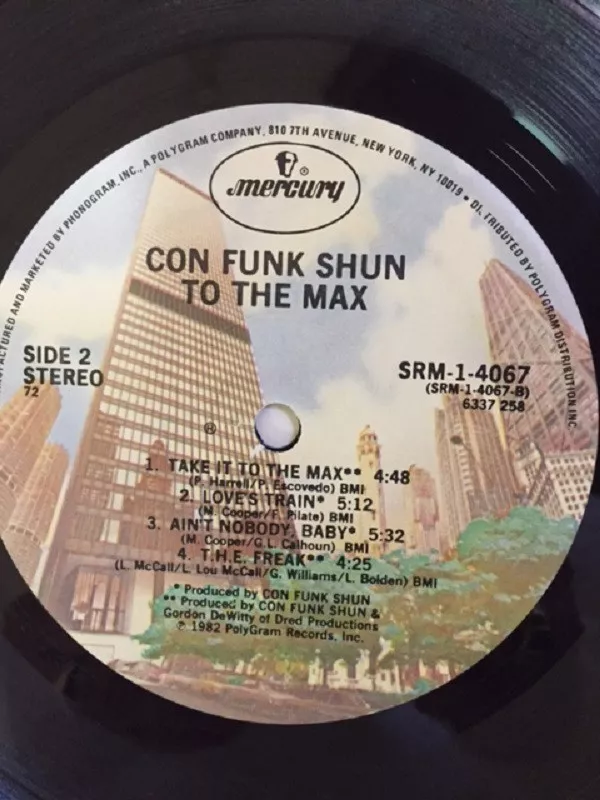 ACTURED AND MARKETED BY PHONOGRAM, INC., A POLYGRAM COMPANY, 810 7TH AVENUE, NEW YORK, NY 10019 • DISTRIBUTED BY POLYGRAM DISTRIBUTION INC.
® mercury
CON FUNK SHUN
TO THE MAX
SIDE 2
STEREO
72
SRM-1-4067
(SRM-1-4067-B)
6337 258
℗
1. TAKE IT TO THE MAX** 4:48
(P. Harrell/P. Escovedo) BMI
2. LOVE'S TRAIN* 5:12
(M. Cooper/F. Pilate) BMI
3. AIN'T NOBODY, BABY* 5:32
(M. Cooper/G.L. Calhoun) BMI
4. T.H.E. FREAK** 4:25
(L. McCall/L. Lou McCall/G. Williams/L. Bolden) BMI
* Produced by CON FUNK SHUN
** Produced by CON FUNK SHUN &
Gordon DeWitty of Dred Productions
℗ 1982 PolyGram Records, Inc.